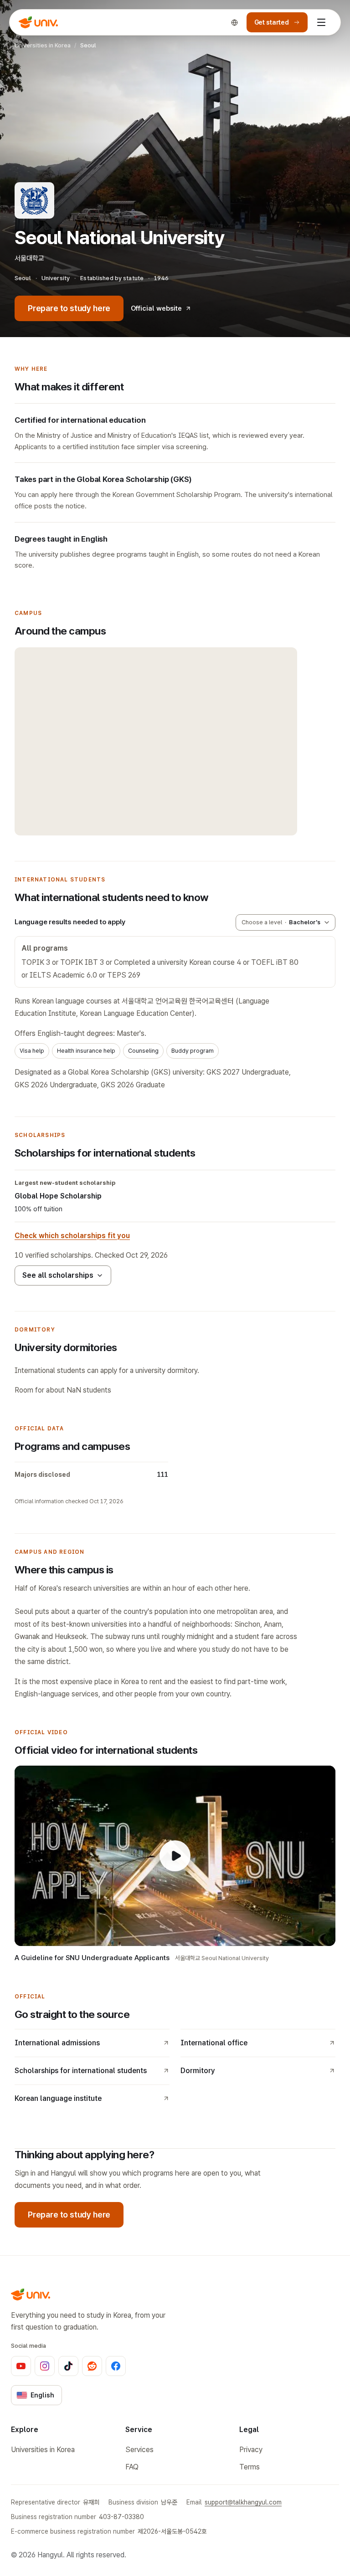 UNIV.
Get started →
Universities in Korea / Seoul
Seoul National University
서울대학교
Seoul · University · Established by statute · 1946
Prepare to study here
Official website
WHY HERE
What makes it different
Certified for international education
On the Ministry of Justice and Ministry of Education's IEQAS list, which is reviewed every year.
Applicants to a certified institution face simpler visa screening.
Takes part in the Global Korea Scholarship (GKS)
You can apply here through the Korean Government Scholarship Program. The university's international
office posts the notice.
Degrees taught in English
The university publishes degree programs taught in English, so some routes do not need a Korean
score.
CAMPUS
Around the campus
INTERNATIONAL STUDENTS
What international students need to know
Language results needed to apply
Choose a level · Bachelor's
All programs
TOPIK 3 or TOPIK IBT 3 or Completed a university Korean course 4 or TOEFL iBT 80
or IELTS Academic 6.0 or TEPS 269
Runs Korean language courses at 서울대학교 언어교육원 한국어교육센터 (Language
Education Institute, Korean Language Education Center).
Offers English-taught degrees: Master's.
Visa help
Health insurance help
Counseling
Buddy program
Designated as a Global Korea Scholarship (GKS) university: GKS 2027 Undergraduate,
GKS 2026 Undergraduate, GKS 2026 Graduate
SCHOLARSHIPS
Scholarships for international students
Largest new-student scholarship
Global Hope Scholarship
100% off tuition
Check which scholarships fit you
10 verified scholarships. Checked Oct 29, 2026
See all scholarships
DORMITORY
University dormitories
International students can apply for a university dormitory.
Room for about NaN students
OFFICIAL DATA
Programs and campuses
Majors disclosed 111
Official information checked Oct 17, 2026
CAMPUS AND REGION
Where this campus is
Half of Korea's research universities are within an hour of each other here.
Seoul puts about a quarter of the country's population into one metropolitan area, and
most of its best-known universities into a handful of neighborhoods: Sinchon, Anam,
Gwanak and Heukseok. The subway runs until roughly midnight and a student fare across
the city is about 1,500 won, so where you live and where you study do not have to be
the same district.
It is the most expensive place in Korea to rent and the easiest to find part-time work,
English-language services, and other people from your own country.
OFFICIAL VIDEO
Official video for international students
HOW TO
APPLY
SNU
A Guideline for SNU Undergraduate Applicants 서울대학교 Seoul National University
OFFICIAL
Go straight to the source
International admissions
International office
Scholarships for international students
Dormitory
Korean language institute
Thinking about applying here?
Sign in and Hangyul will show you which programs here are open to you, what
documents you need, and in what order.
Prepare to study here
UNIV.
Everything you need to study in Korea, from your
first question to graduation.
Social media
English
Explore
Service
Legal
Universities in Korea
Services
Privacy
FAQ
Terms
Representative director 유재희 Business division 남우준 Email support@talkhangyul.com
Business registration number 403-87-03380
E-commerce business registration number 제2026-서울도봉-0542호
© 2026 Hangyul. All rights reserved.